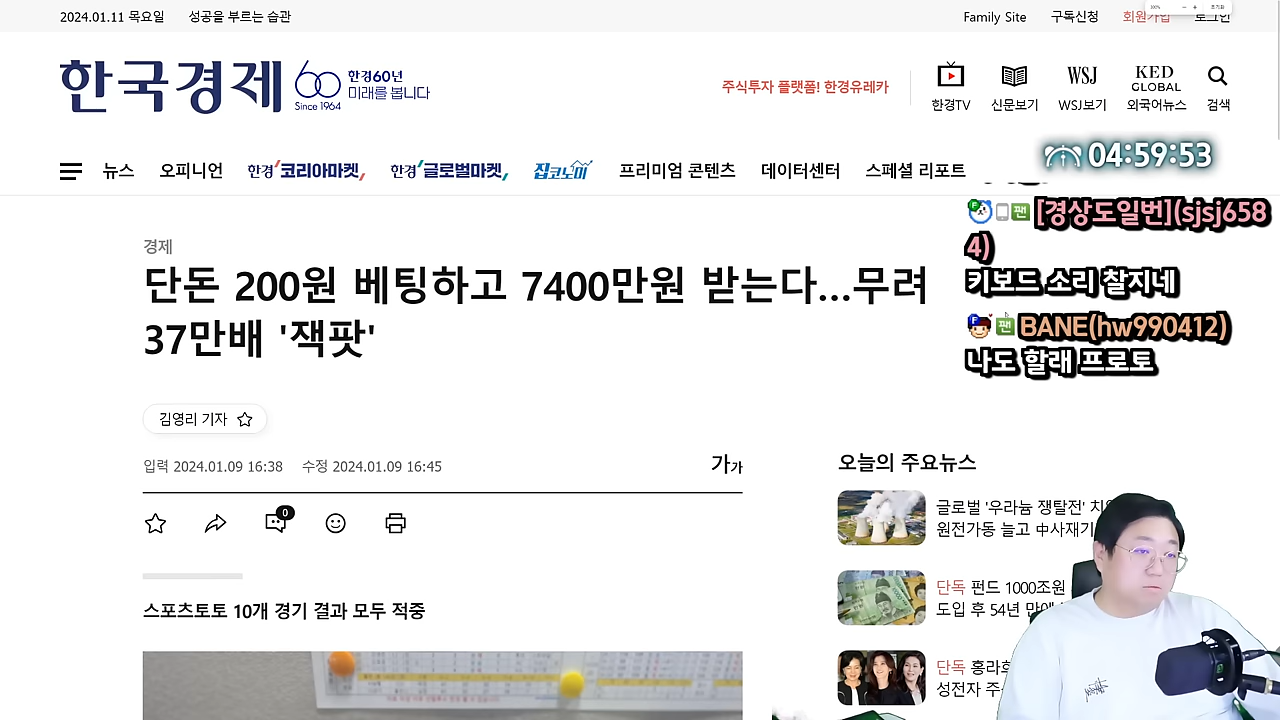 2024.01.11 목요일 성공을 부르는 습관
Family Site 구독신청 회원가입 로그인
한국경제 60 Since 1964 한경60년 미래를 봅니다
주식투자 플랫폼! 한경유레카
한경TV 신문보기 WSJ WSJ보기 KED GLOBAL 외국어뉴스 검색
04:59:53
뉴스 오피니언 한경 코리아마켓, 한경 글로벌마켓, 집코노미 프리미엄 콘텐츠 데이터센터 스페셜 리포트
[경상도일번](sjsj658
4)
키보드 소리 찰지네
BANE(hw990412)
나도 할래 프로토
경제
단돈 200원 베팅하고 7400만원 받는다…무려
37만배 '잭팟'
김영리 기자
입력 2024.01.09 16:38 수정 2024.01.09 16:45
가가
0
스포츠토토 10개 경기 결과 모두 적중
오늘의 주요뉴스
글로벌 '우라늄 쟁탈전'
원전가동 늘고 中사재기
단독 펀드 1000조원
도입 후 54년 만에
단독
성전자